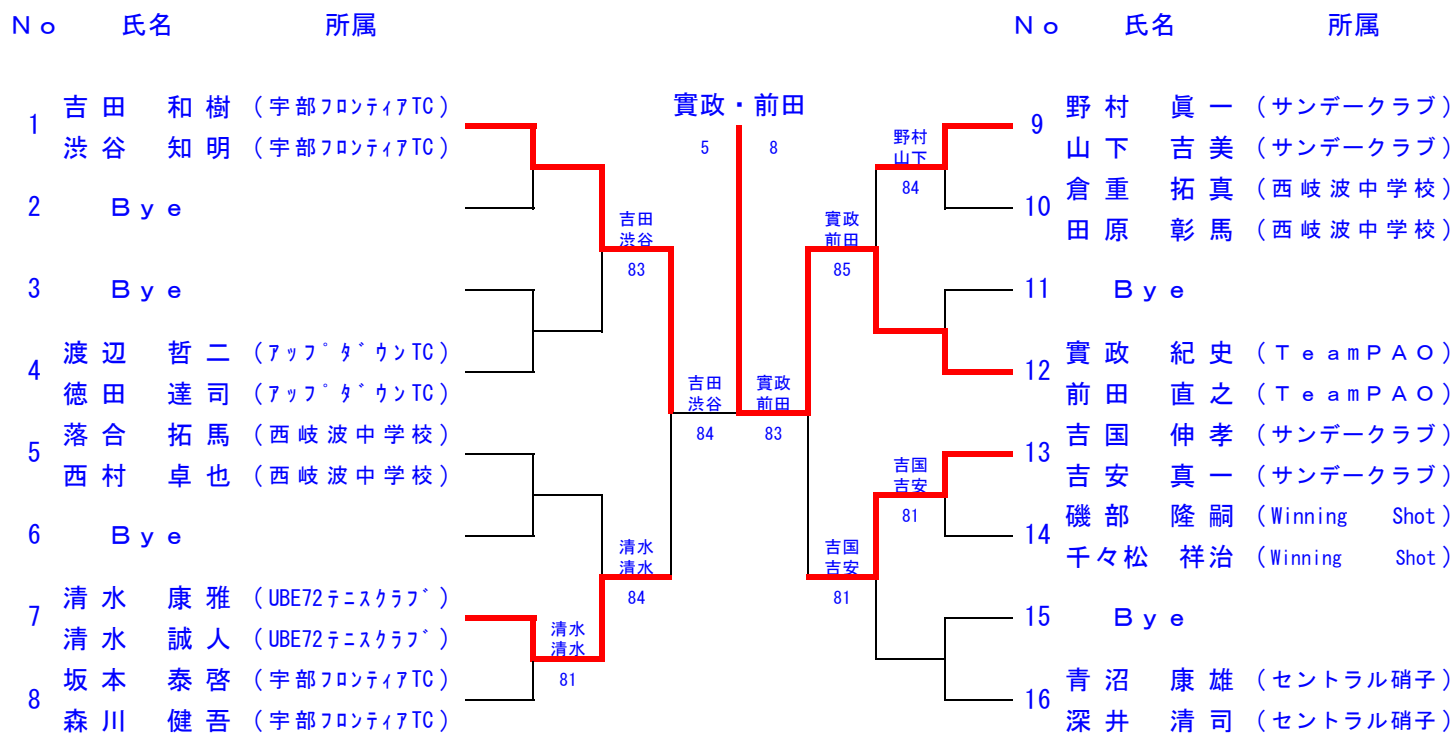 No 氏名 所属
1 吉田 和樹 (宇部フロンティアTC)
渋谷 知明 (宇部フロンティアTC)
2 Bye
3 Bye
4 渡辺 哲二 (アップダウンTC)
徳田 達司 (アップダウンTC)
5 落合 拓馬 (西岐波中学校)
西村 卓也 (西岐波中学校)
6 Bye
7 清水 康雅 (UBE72テニスクラブ)
清水 誠人 (UBE72テニスクラブ)
8 坂本 泰啓 (宇部フロンティアTC)
森川 健吾 (宇部フロンティアTC)
清水
清水
81
吉田
渋谷
83
清水
清水
84
吉田
渋谷
84
實政・前田
5 8
實政
前田
83
實政
前田
85
吉国
吉安
81
野村
山下
84
吉国
吉安
81
No 氏名 所属
9 野村 眞一 (サンデークラブ)
山下 吉美 (サンデークラブ)
10 倉重 拓真 (西岐波中学校)
田原 彰馬 (西岐波中学校)
11 Bye
12 實政 紀史 (TeamPAO)
前田 直之 (TeamPAO)
13 吉国 伸孝 (サンデークラブ)
吉安 真一 (サンデークラブ)
14 磯部 隆嗣 (Winning Shot)
千々松 祥治 (Winning Shot)
15 Bye
16 青沼 康雄 (セントラル硝子)
深井 清司 (セントラル硝子)